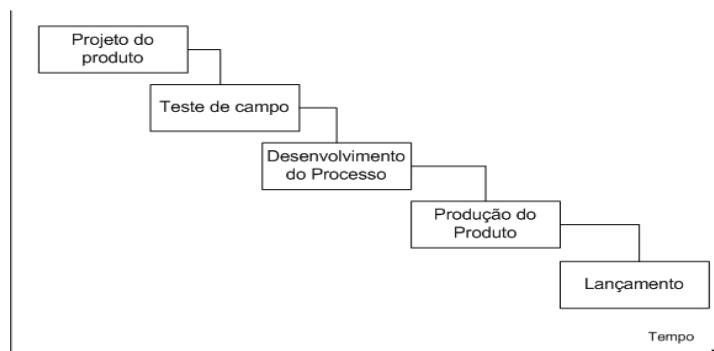 Projeto do
produto
Teste de campo
Desenvolvimento
do Processo
Produção do
Produto
Lançamento
Tempo